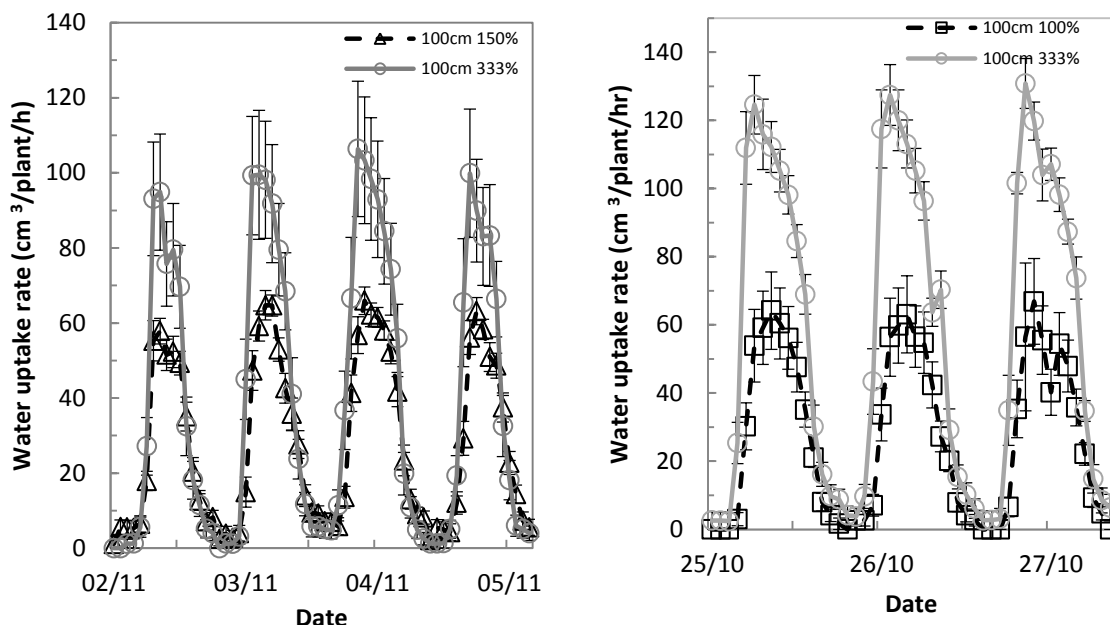 Water uptake rate (cm ³/plant/h)
140
120
100
80
60
40
20
0
100cm 150%
100cm 333%
02/11
03/11
04/11
05/11
Date
Water uptake rate (cm ³/plant/hr)
140
120
100
80
60
40
20
0
100cm 100%
100cm 333%
25/10
26/10
27/10
Date